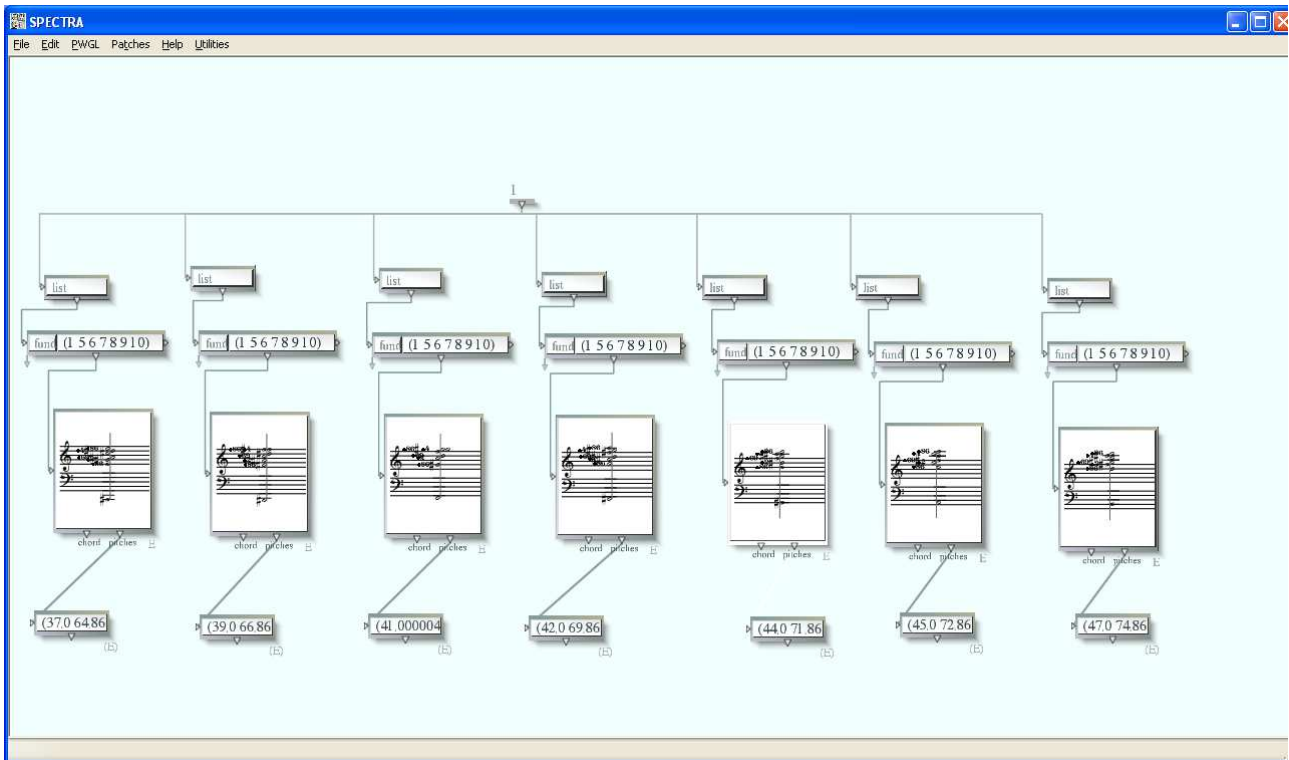 SPECTRA
File Edit PWGL Patches Help Utilities
1
list list list list list list list
fund (1 5 6 7 8 9 10) fund (1 5 6 7 8 9 10) fund (1 5 6 7 8 9 10) fund (1 5 6 7 8 9 10) fund (1 5 6 7 8 9 10) fund (1 5 6 7 8 9 10) fund (1 5 6 7 8 9 10)
chord pitches E chord pitches E chord pitches E chord pitches E chord pitches E chord pitches E chord pitches E
(37.0 64.86 (39.0 66.86 (41.000004 (42.0 69.86 (44.0 71.86 (45.0 72.86 (47.0 74.86
(E) (E) (E) (E) (E) (E) (E)